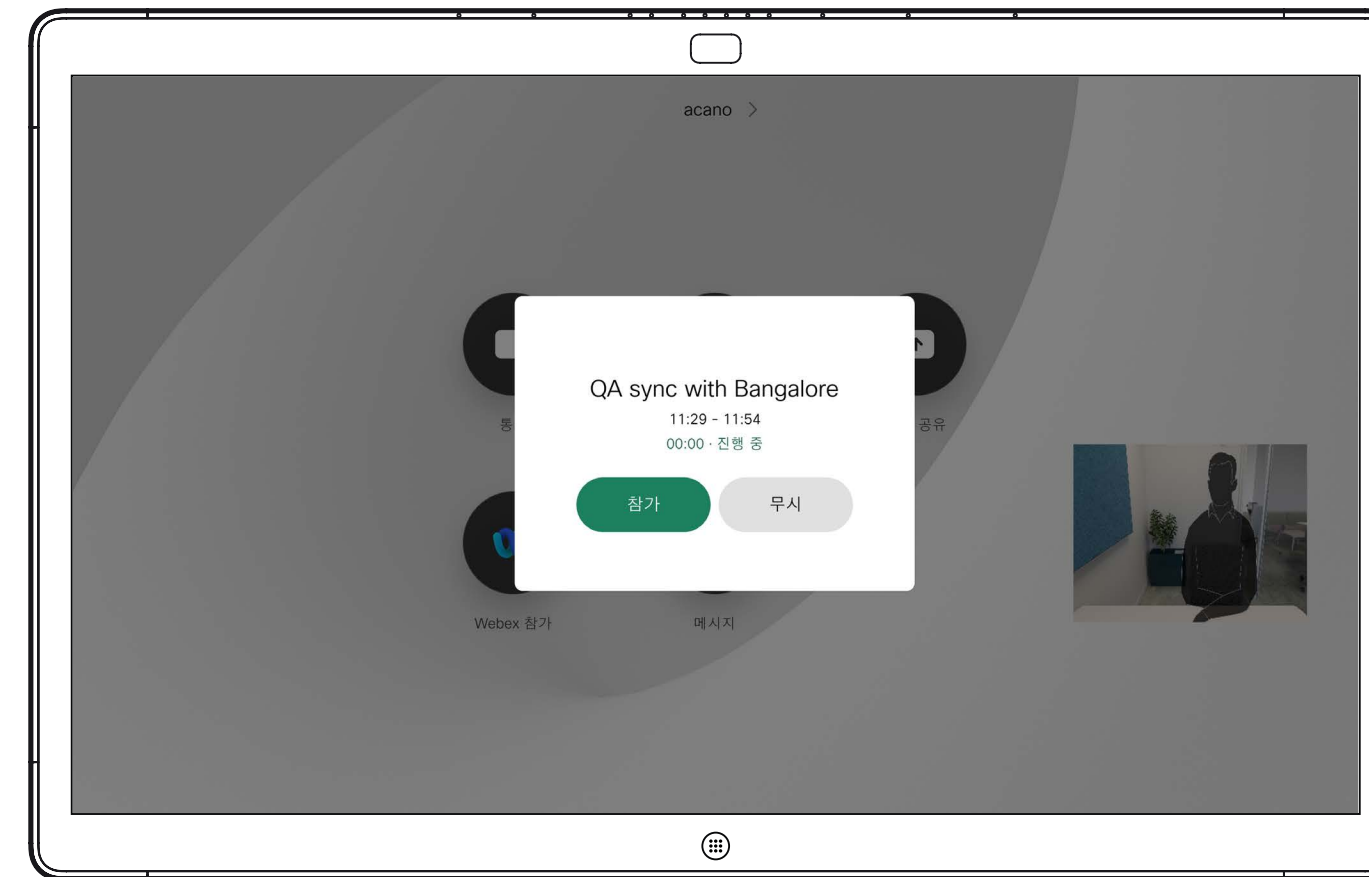 acano
QA sync with Bangalore
11:29 - 11:54
00:00 · 진행 중
통
공유
참가
무시
Webex 참가
메시지